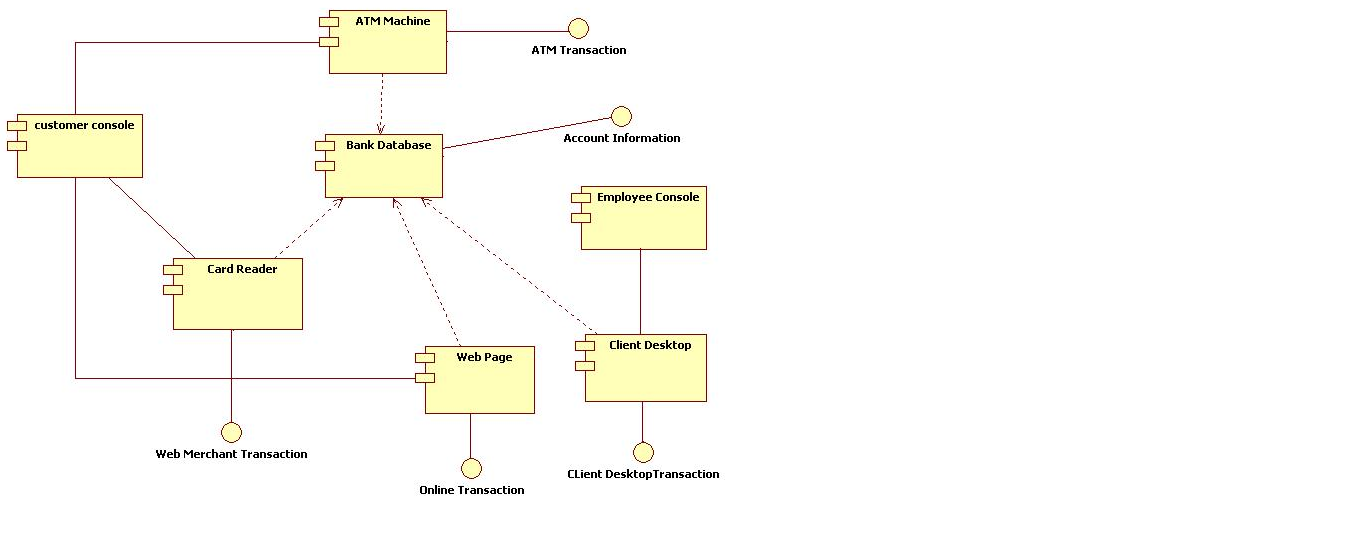 ATM Machine
ATM Transaction
customer console
Bank Database
Account Information
Employee Console
Card Reader
Web Page
Client Desktop
Web Merchant Transaction
Online Transaction
CLient DesktopTransaction